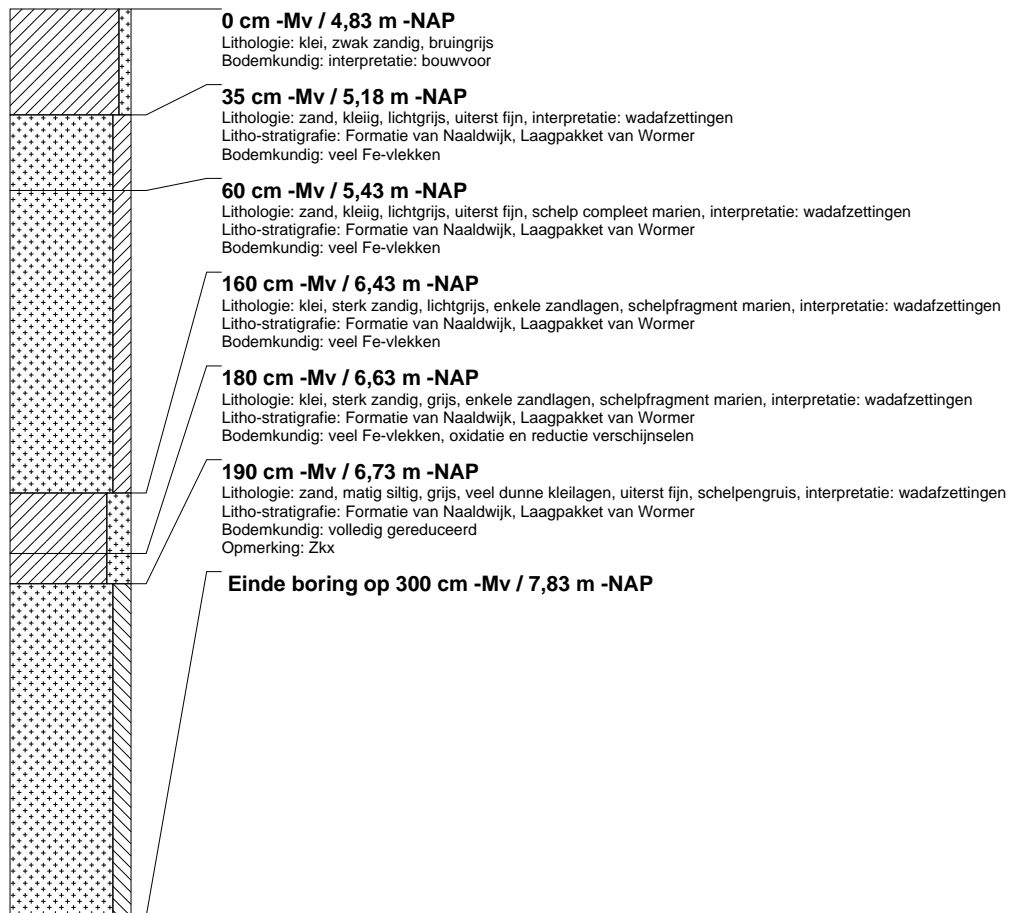 0 cm -Mv / 4,83 m -NAP
Lithologie: klei, zwak zandig, bruingrijs
Bodemkundig: interpretatie: bouwvoor
35 cm -Mv / 5,18 m -NAP
Lithologie: zand, kleiig, lichtgrijs, uiterst fijn, interpretatie: wadafzettingen
Litho-stratigrafie: Formatie van Naaldwijk, Laagpakket van Wormer
Bodemkundig: veel Fe-vlekken
60 cm -Mv / 5,43 m -NAP
Lithologie: zand, kleiig, lichtgrijs, uiterst fijn, schelp compleet marien, interpretatie: wadafzettingen
Litho-stratigrafie: Formatie van Naaldwijk, Laagpakket van Wormer
Bodemkundig: veel Fe-vlekken
160 cm -Mv / 6,43 m -NAP
Lithologie: klei, sterk zandig, lichtgrijs, enkele zandlagen, schelpfragment marien, interpretatie: wadafzettingen
Litho-stratigrafie: Formatie van Naaldwijk, Laagpakket van Wormer
Bodemkundig: veel Fe-vlekken
180 cm -Mv / 6,63 m -NAP
Lithologie: klei, sterk zandig, grijs, enkele zandlagen, schelpfragment marien, interpretatie: wadafzettingen
Litho-stratigrafie: Formatie van Naaldwijk, Laagpakket van Wormer
Bodemkundig: veel Fe-vlekken, oxidatie en reductie verschijnselen
190 cm -Mv / 6,73 m -NAP
Lithologie: zand, matig siltig, grijs, veel dunne kleilagen, uiterst fijn, schelpengruis, interpretatie: wadafzettingen
Litho-stratigrafie: Formatie van Naaldwijk, Laagpakket van Wormer
Bodemkundig: volledig gereduceerd
Opmerking: Zkx
Einde boring op 300 cm -Mv / 7,83 m -NAP